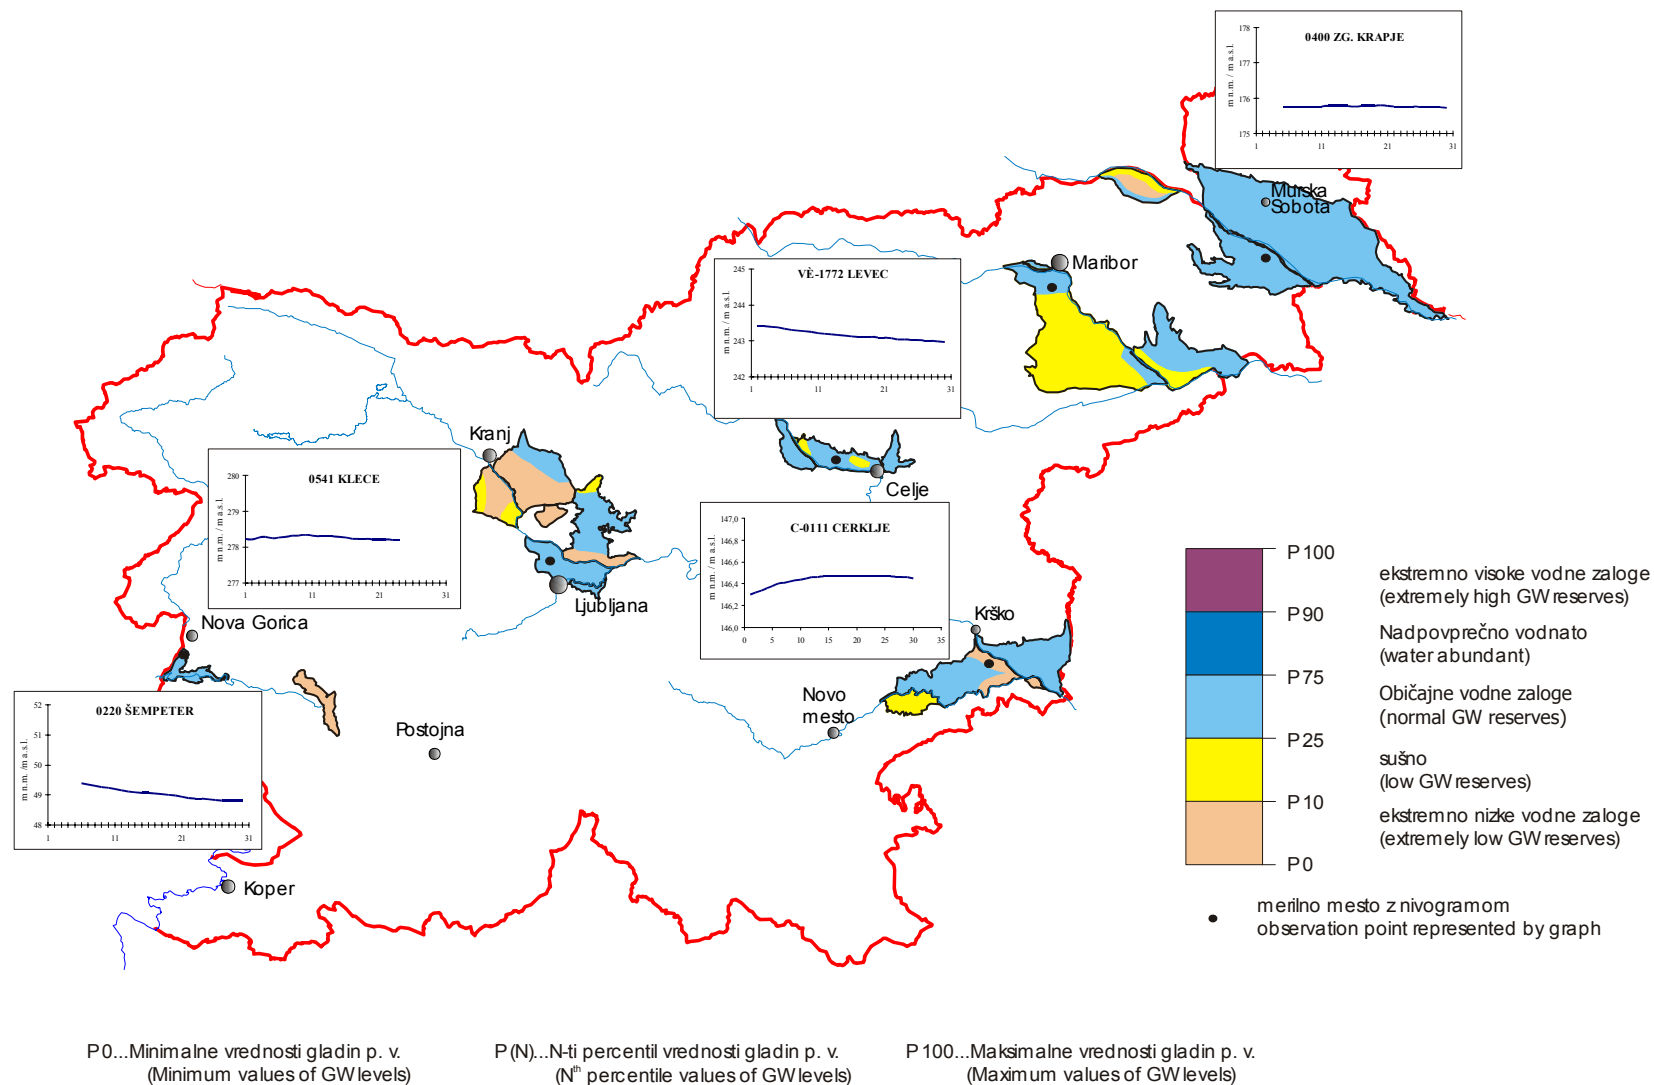 0400 ZG. KRAPJE
m n.m. / m a.s.l.
178
177
176
175
1
11
21
31
Murska
Sobota
Maribor
VÈ-1772 LEVEC
m n.m. / m a.s.l.
245
244
243
242
1
11
21
31
Kranj
Celje
0541 KLECE
m n.m. / m a.s.l.
280
279
278
277
1
11
21
31
C-0111 CERKLJE
m n.m. / m a.s.l.
147,0
146,8
146,6
146,4
146,2
146,0
0
5
10
15
20
25
30
35
Ljubljana
Nova Gorica
Krško
Novo
mesto
Postojna
0220 ŠEMPETER
m n.m. /m a.s.l.
52
51
50
49
48
1
11
21
31
Koper
P100
ekstremno visoke vodne zaloge
(extremely high GW reserves)
P90
Nadpovprečno vodnato
(water abundant)
P75
Običajne vodne zaloge
(normal GW reserves)
P25
sušno
(low GW reserves)
P10
ekstremno nizke vodne zaloge
(extremely low GW reserves)
P0
merilno mesto z nivogramom
observation point represented by graph
P0...Minimalne vrednosti gladin p. v.
(Minimum values of GW levels)
P(N)...N-ti percentil vrednosti gladin p. v.
(Nth percentile values of GW levels)
P100...Maksimalne vrednosti gladin p. v.
(Maximum values of GW levels)